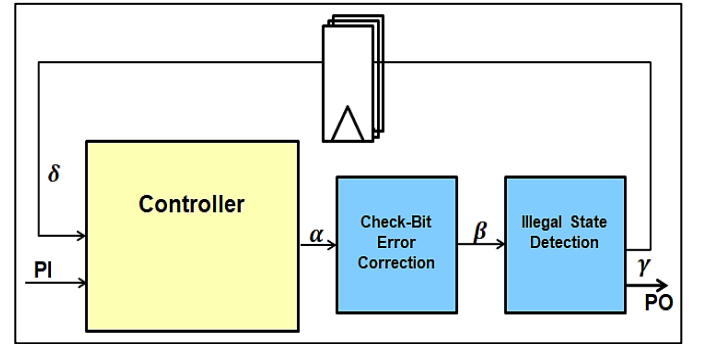 δ
Controller
α
Check-Bit
Error
Correction
β
Illegal State
Detection
γ
PI
PO